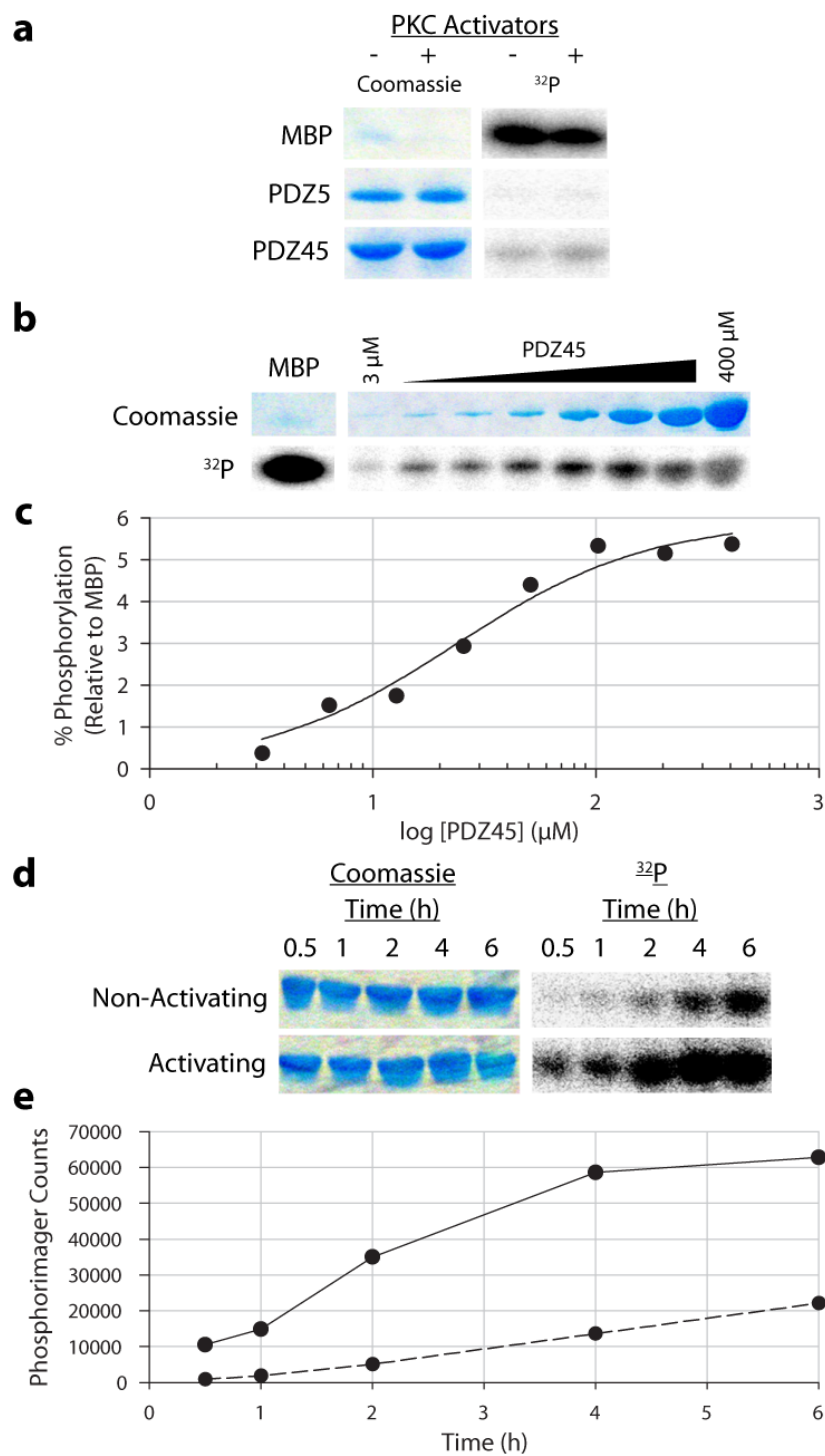 a
PKC Activators
- + - +
Coomassie ³²P
MBP
PDZ5
PDZ45
b
MBP 3 µM PDZ45 400 µM
Coomassie
³²P
c
% Phosphorylation
(Relative to MBP)
6
5
4
3
2
1
0
0 1 2 3
log [PDZ45] (µM)
d
Coomassie ³²P
Time (h) Time (h)
0.5 1 2 4 6 0.5 1 2 4 6
Non-Activating
Activating
e
Phosphorimager Counts
70000
60000
50000
40000
30000
20000
10000
0
0 1 2 3 4 5 6
Time (h)